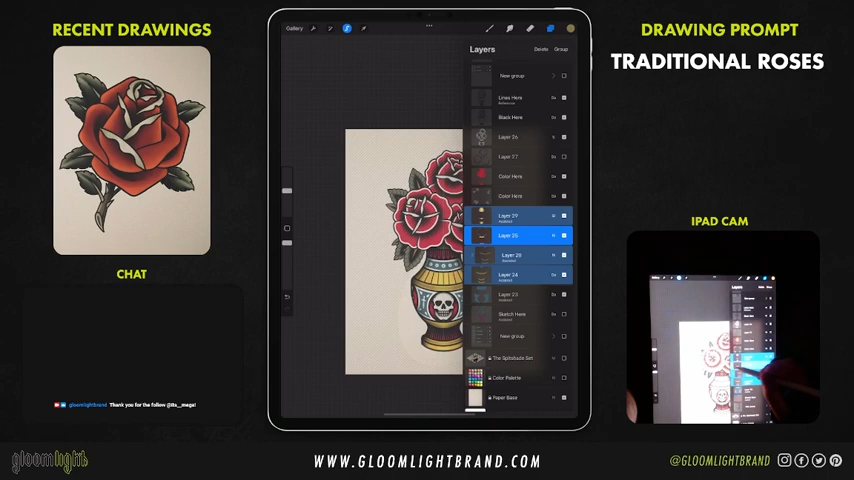 RECENT DRAWINGS
CHAT
gloomlightbrand Thank you for the follow @its__maga!
Gallery
Layers
Delete Group
New group
Lines Here
Reference
Black Here
Layer 26
Layer 27
Color Here
Color Here
Layer 29
Layer 25
Layer 28
Layer 24
Layer 23
Sketch Here
New group
The Spitshade Set
Color Palette
Paper Base
DRAWING PROMPT
TRADITIONAL ROSES
IPAD CAM
gloomlight
WWW.GLOOMLIGHTBRAND.COM
@GLOOMLIGHTBRAND